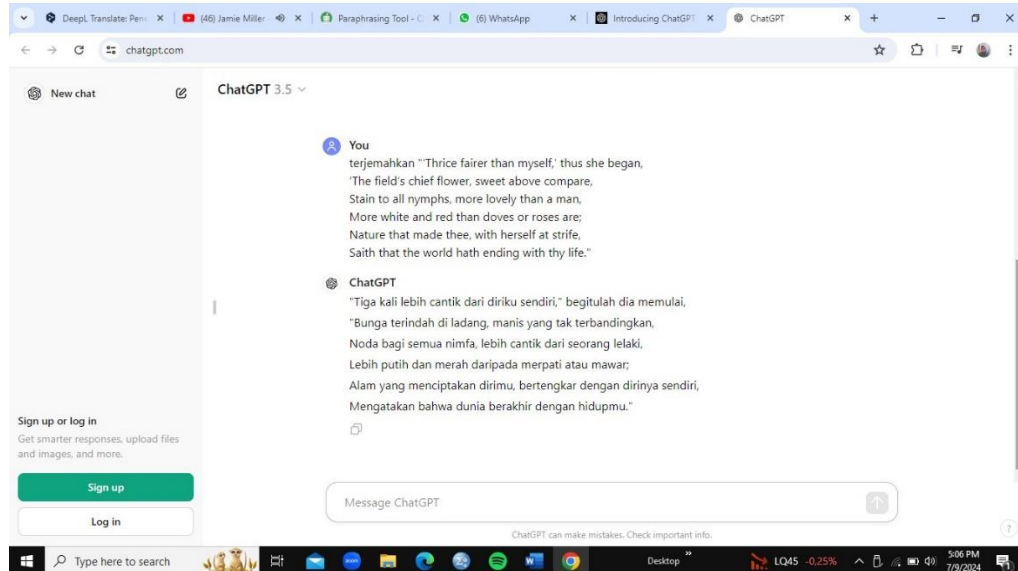 DeepL Translate: Pen
(46) Jamie Miller
Paraphrasing Tool - C
(6) WhatsApp
Introducing ChatGPT
ChatGPT
chatgpt.com
New chat
ChatGPT 3.5
You
terjemahkan "'Thrice fairer than myself,' thus she began,
'The field's chief flower, sweet above compare,
Stain to all nymphs, more lovely than a man,
More white and red than doves or roses are;
Nature that made thee, with herself at strife,
Saith that the world hath ending with thy life."
ChatGPT
"Tiga kali lebih cantik dari diriku sendiri," begitulah dia memulai,
"Bunga terindah di ladang, manis yang tak terbandingkan,
Noda bagi semua nimfa, lebih cantik dari seorang lelaki,
Lebih putih dan merah daripada merpati atau mawar;
Alam yang menciptakan dirimu, bertengkar dengan dirinya sendiri,
Mengatakan bahwa dunia berakhir dengan hidupmu."
Sign up or log in
Get smarter responses, upload files
and images, and more.
Sign up
Log in
Message ChatGPT
ChatGPT can make mistakes. Check important info.
?
Type here to search
zoom
W
Desktop
LQ45 -0,25%
5:06 PM
7/9/2024